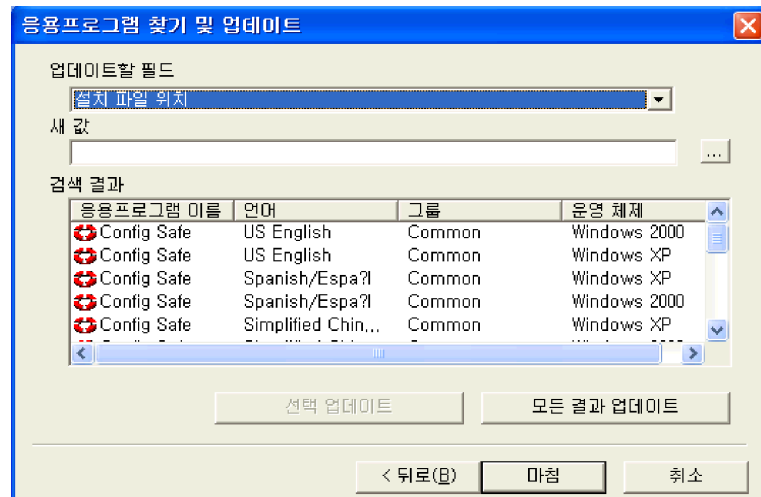 응용프로그램 찾기 및 업데이트
업데이트할 필드
설치 파일 위치
새 값
...
검색 결과
응용프로그램 이름 언어 그룹 운영 체제
Config Safe US English Common Windows 2000
Config Safe US English Common Windows XP
Config Safe Spanish/Espa?l Common Windows XP
Config Safe Spanish/Espa?l Common Windows 2000
Config Safe Simplified Chin... Common Windows XP
선택 업데이트 모든 결과 업데이트
< 뒤로(B) 마침 취소